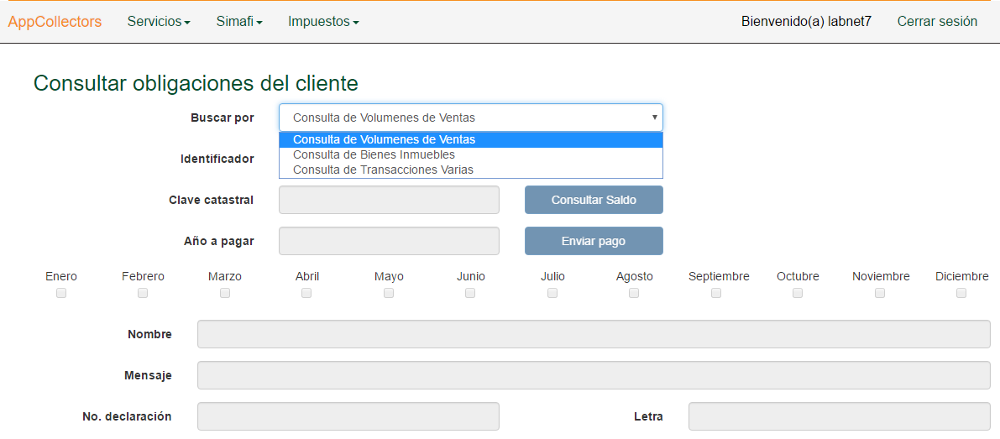 AppCollectors Servicios Simafi Impuestos Bienvenido(a) labnet7 Cerrar sesión
Consultar obligaciones del cliente
Buscar por Consulta de Volumenes de Ventas
Consulta de Volumenes de Ventas
Identificador Consulta de Bienes Inmuebles
Consulta de Transacciones Varias
Clave catastral Consultar Saldo
Año a pagar Enviar pago
Enero Febrero Marzo Abril Mayo Junio Julio Agosto Septiembre Octubre Noviembre Diciembre
Nombre
Mensaje
No. declaración Letra